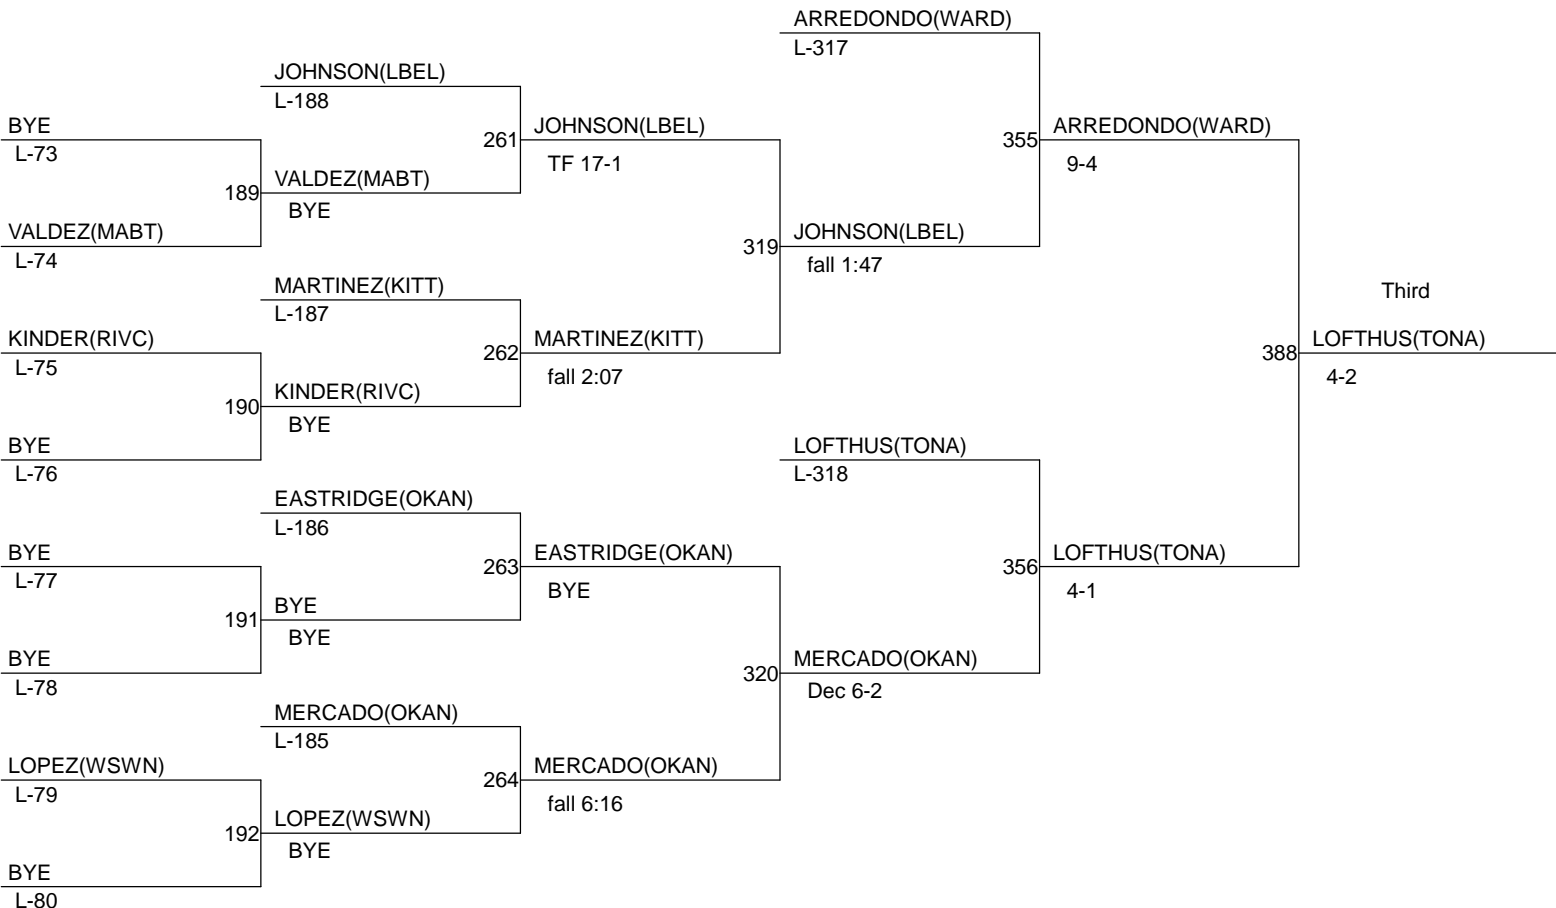 ARREDONDO(WARD)
L-317
JOHNSON(LBEL)
L-188
BYE
L-73
261
JOHNSON(LBEL)
TF 17-1
355
ARREDONDO(WARD)
9-4
189
VALDEZ(MABT)
BYE
VALDEZ(MABT)
L-74
319
JOHNSON(LBEL)
fall 1:47
MARTINEZ(KITT)
L-187
Third
KINDER(RIVC)
L-75
262
MARTINEZ(KITT)
fall 2:07
388
LOFTHUS(TONA)
4-2
190
KINDER(RIVC)
BYE
BYE
L-76
LOFTHUS(TONA)
L-318
EASTRIDGE(OKAN)
L-186
BYE
L-77
263
EASTRIDGE(OKAN)
BYE
356
LOFTHUS(TONA)
4-1
191
BYE
BYE
BYE
L-78
320
MERCADO(OKAN)
Dec 6-2
MERCADO(OKAN)
L-185
LOPEZ(WSWN)
L-79
264
MERCADO(OKAN)
fall 6:16
192
LOPEZ(WSWN)
BYE
BYE
L-80